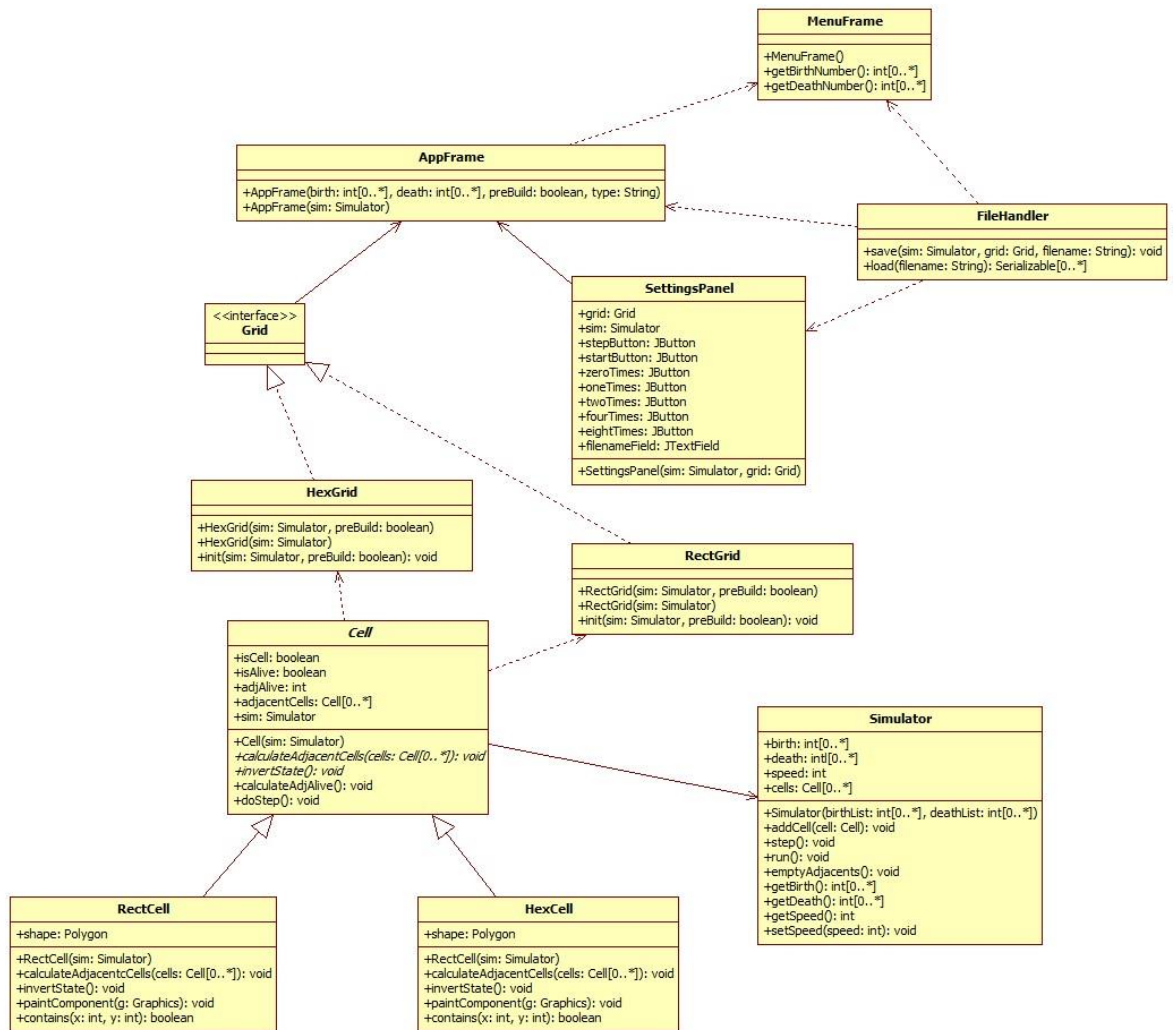 MenuFrame
+MenuFrame()
+getBirthNumber(): int[0..*]
+getDeathNumber(): int[0..*]
AppFrame
+AppFrame(birth: int[0..*], death: int[0..*], preBuild: boolean, type: String)
+AppFrame(sim: Simulator)
FileHandler
+save(sim: Simulator, grid: Grid, filename: String): void
+load(filename: String): Serializable[0..*]
<<interface>>
Grid
SettingsPanel
+grid: Grid
+sim: Simulator
+stepButton: JButton
+startButton: JButton
+zeroTimes: JButton
+oneTimes: JButton
+twoTimes: JButton
+fourTimes: JButton
+eightTimes: JButton
+filenameField: JTextField
+SettingsPanel(sim: Simulator, grid: Grid)
HexGrid
+HexGrid(sim: Simulator, preBuild: boolean)
+HexGrid(sim: Simulator)
+init(sim: Simulator, preBuild: boolean): void
RectGrid
+RectGrid(sim: Simulator, preBuild: boolean)
+RectGrid(sim: Simulator)
+init(sim: Simulator, preBuild: boolean): void
Cell
+isCell: boolean
+isAlive: boolean
+adjAlive: int
+adjacentCells: Cell[0..*]
+sim: Simulator
+Cell(sim: Simulator)
+calculateAdjacentCells(cells: Cell[0..*]): void
+invertState(): void
+calculateAdjAlive(): void
+doStep(): void
Simulator
+birth: int[0..*]
+death: intl[0..*]
+speed: int
+cells: Cell[0..*]
+Simulator(birthList: int[0..*], deathList: int[0..*])
+addCell(cell: Cell): void
+step(): void
+run(): void
+emptyAdjacents(): void
+getBirth(): int[0..*]
+getDeath(): int[0..*]
+getSpeed(): int
+setSpeed(speed: int): void
RectCell
+shape: Polygon
+RectCell(sim: Simulator)
+calculateAdjacentcCells(cells: Cell[0..*]): void
+invertState(): void
+paintComponent(g: Graphics): void
+contains(x: int, y: int): boolean
HexCell
+shape: Polygon
+RectCell(sim: Simulator)
+calculateAdjacentCells(cells: Cell[0..*]): void
+invertState(): void
+paintComponent(g: Graphics): void
+contains(x: int, y: int): boolean